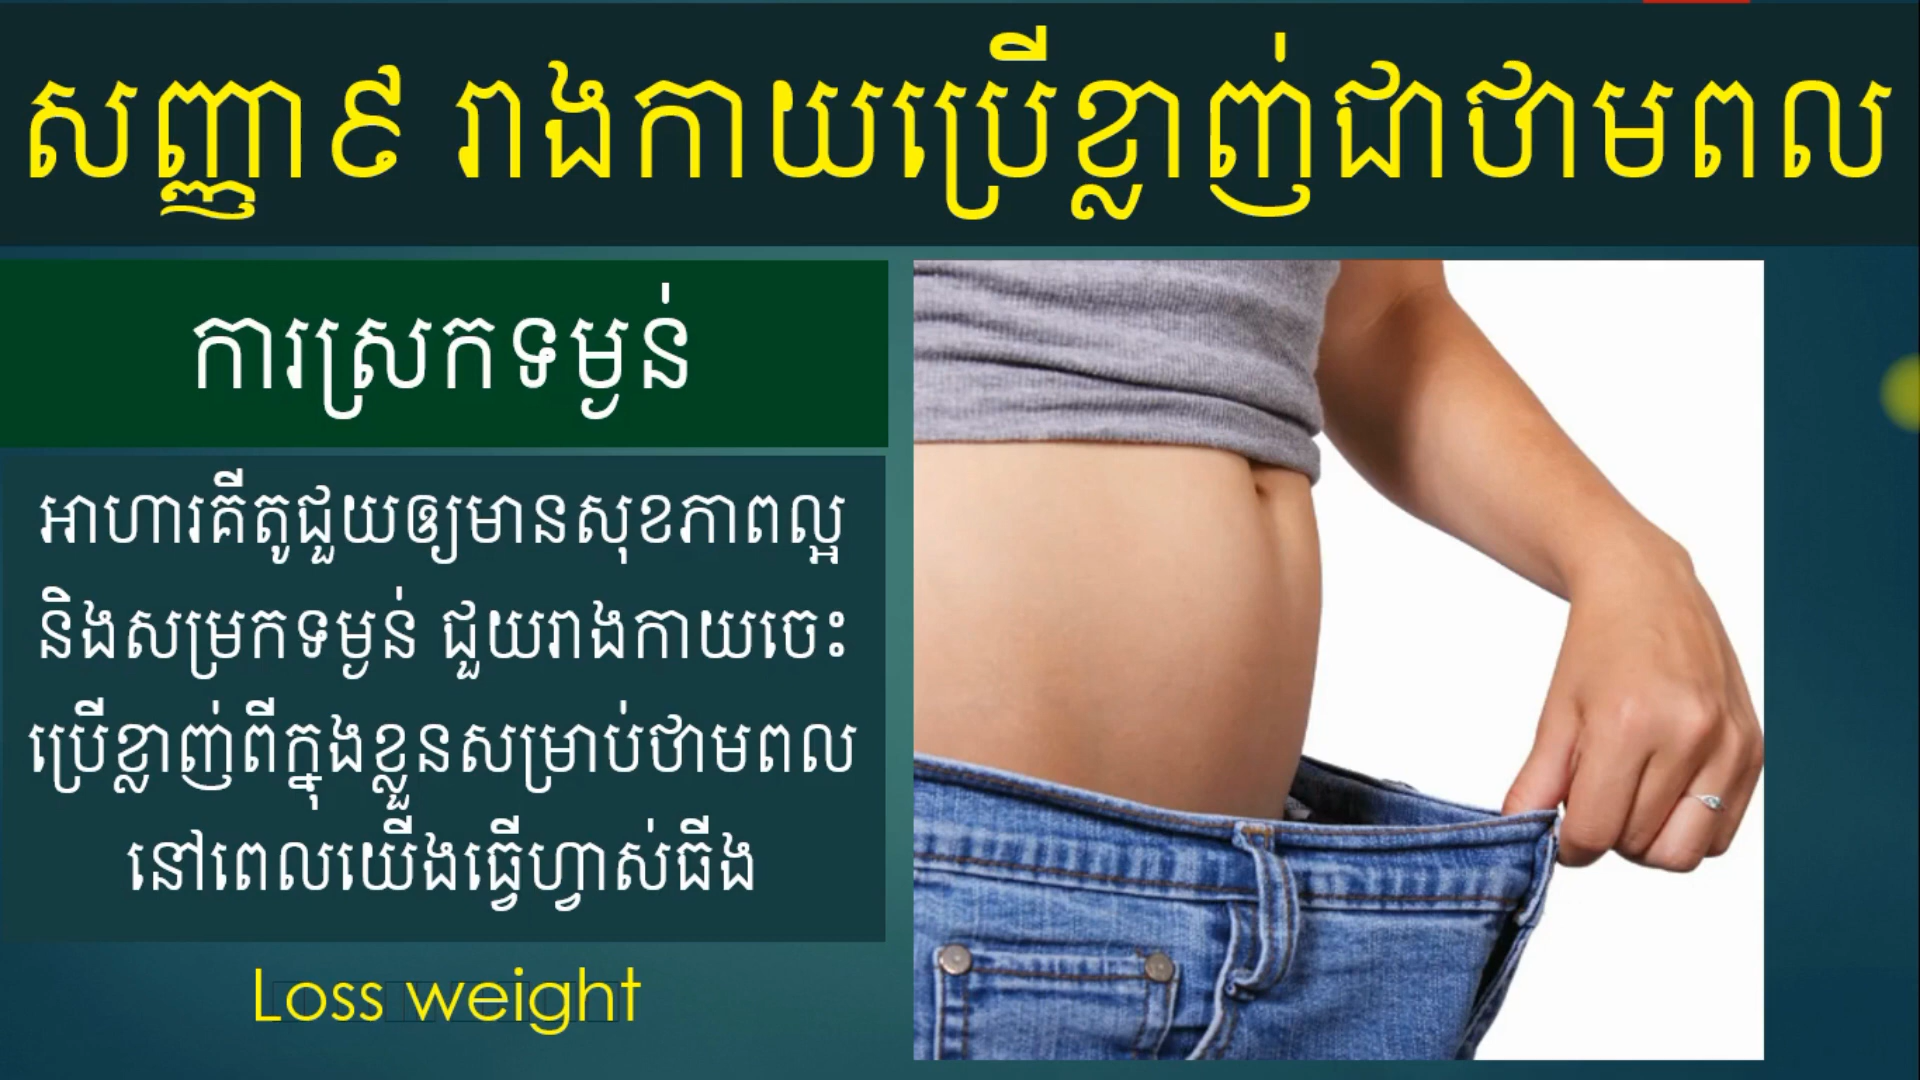 សញ្ញា៩ រាងកាយប្រើខ្លាញ់ជាថាមពល
ការស្រកទម្ងន់
អាហារគីតូជួយឲ្យមានសុខភាពល្អ
និងសម្រកទម្ងន់ ជួយរាងកាយចេះ
ប្រើខ្លាញ់ពីក្នុងខ្លួនសម្រាប់ថាមពល
នៅពេលយើងធ្វើហ្វាស់ធីង
Loss weight